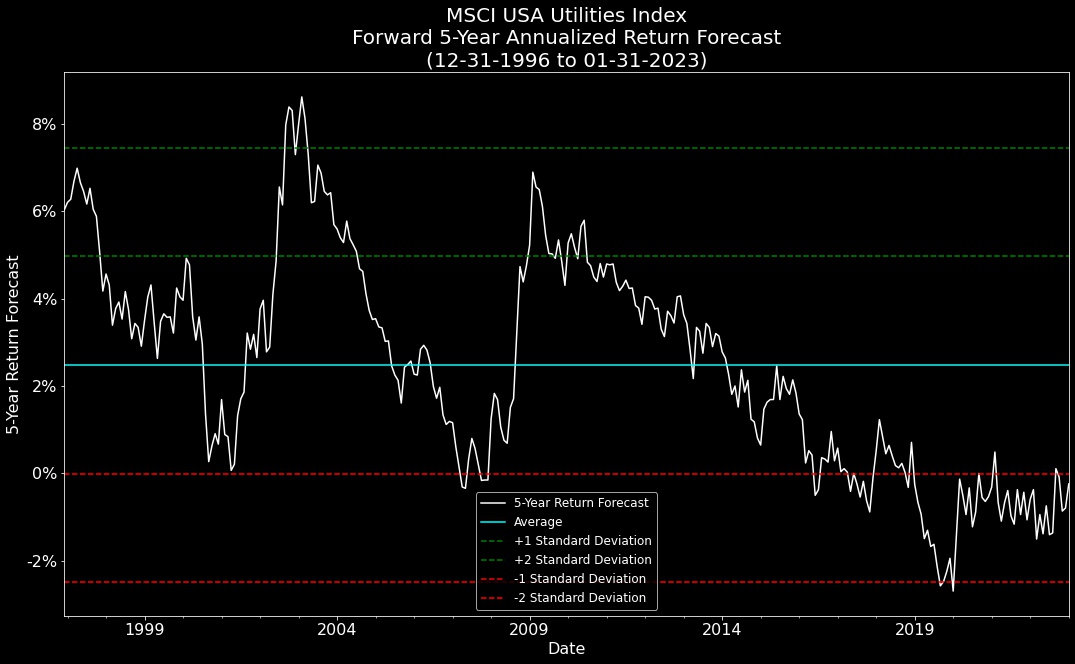 MSCI USA Utilities Index
Forward 5-Year Annualized Return Forecast
(12-31-1996 to 01-31-2023)
5-Year Return Forecast
8%
6%
4%
2%
0%
-2%
5-Year Return Forecast
Average
+1 Standard Deviation
+2 Standard Deviation
-1 Standard Deviation
-2 Standard Deviation
1999
2004
2009
2014
2019
Date